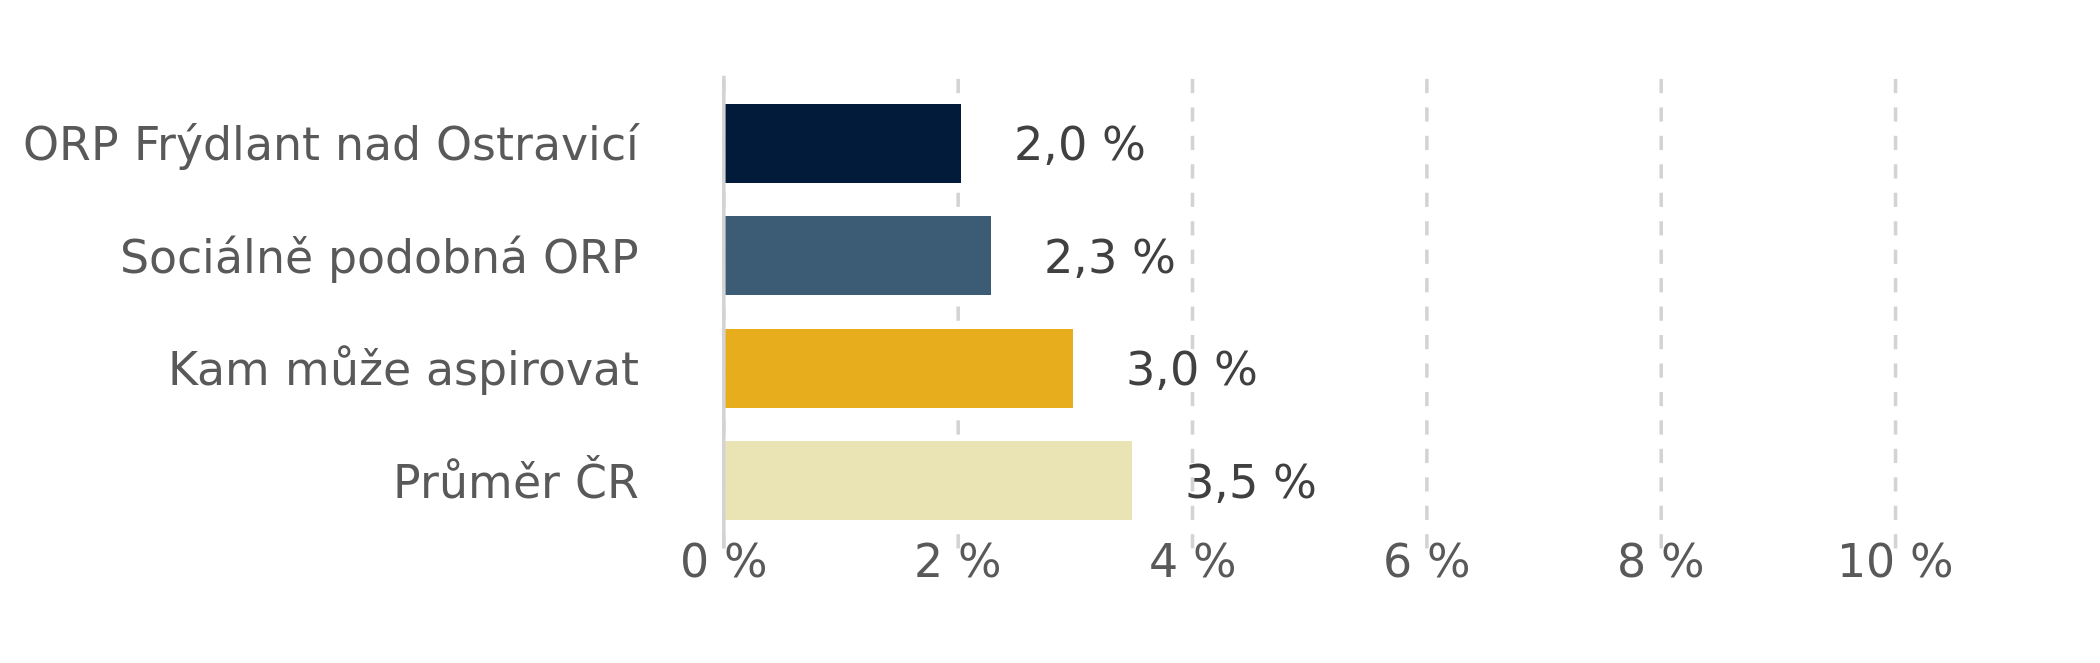 ORP Frýdlant nad Ostravicí 2,0 %
Sociálně podobná ORP 2,3 %
Kam může aspirovat 3,0 %
Průměr ČR 3,5 %
0 % 2 % 4 % 6 % 8 % 10 %